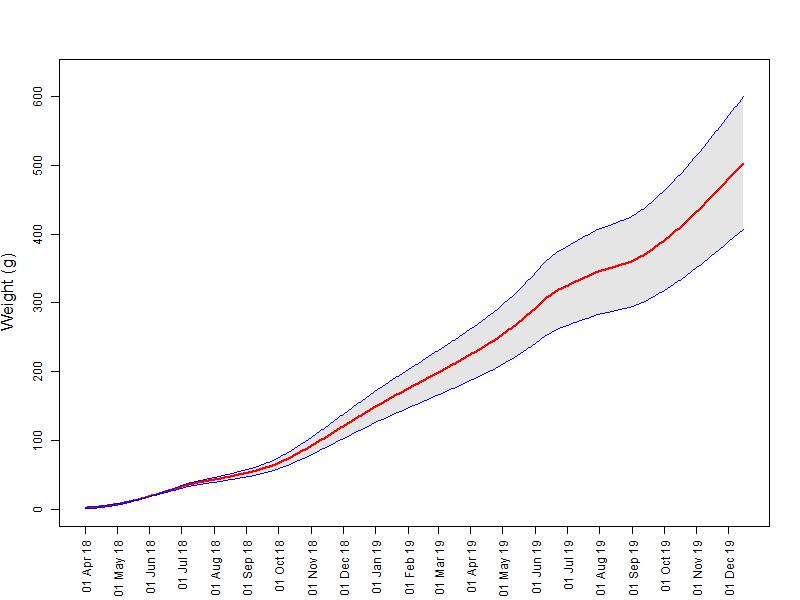 600
500
400
300
200
100
0
Weight (g)
01 Apr 18
01 May 18
01 Jun 18
01 Jul 18
01 Aug 18
01 Sep 18
01 Oct 18
01 Nov 18
01 Dec 18
01 Jan 19
01 Feb 19
01 Mar 19
01 Apr 19
01 May 19
01 Jun 19
01 Jul 19
01 Aug 19
01 Sep 19
01 Oct 19
01 Nov 19
01 Dec 19